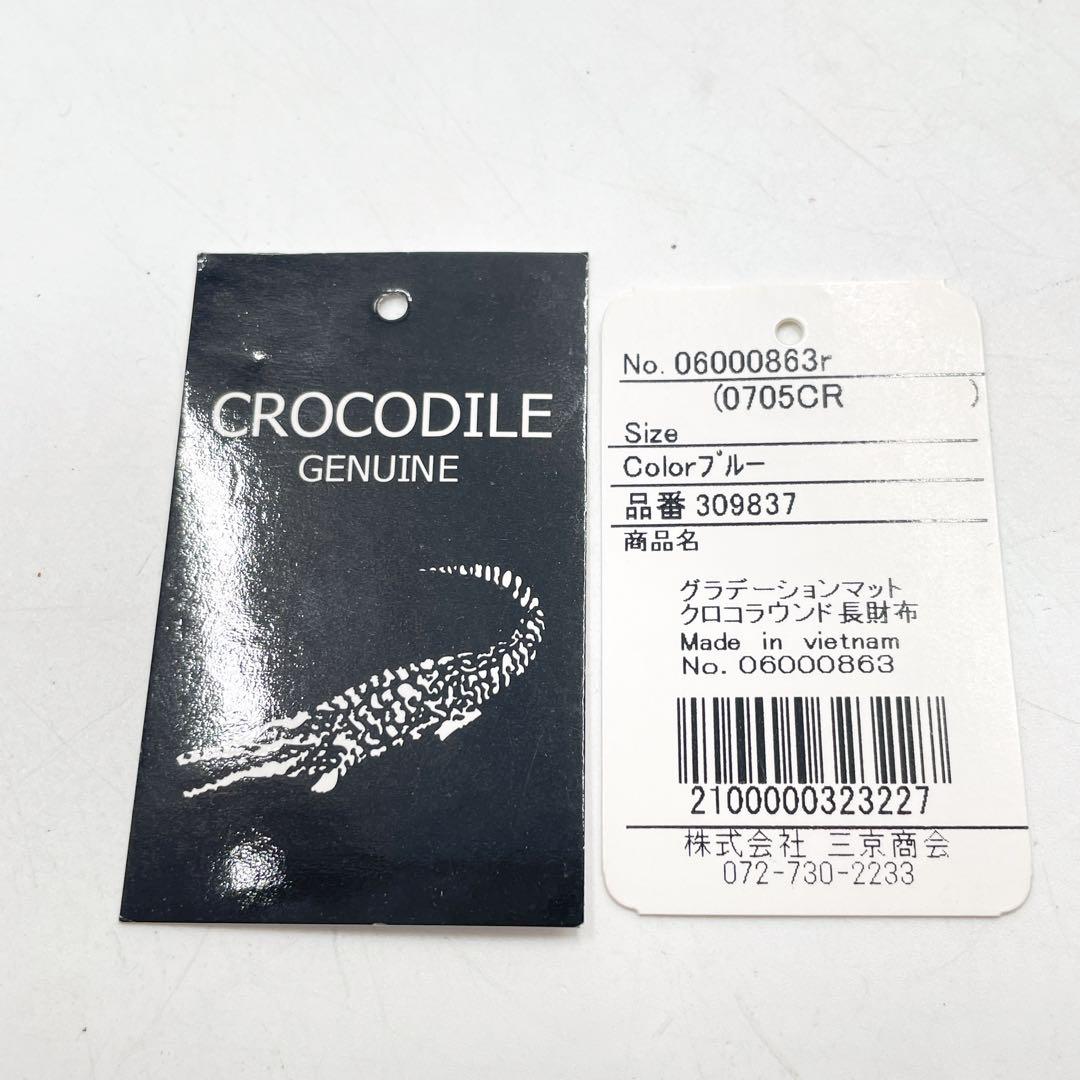 CROCODILE
GENUINE
No. 06000863r
(0705CR )
Size
Colorブルー
品番 309837
商品名
グラデーションマット
クロコラウンド長財布
Made in vietnam
No. 06000863
2100000323227
株式会社 三京商会
072-730-2233